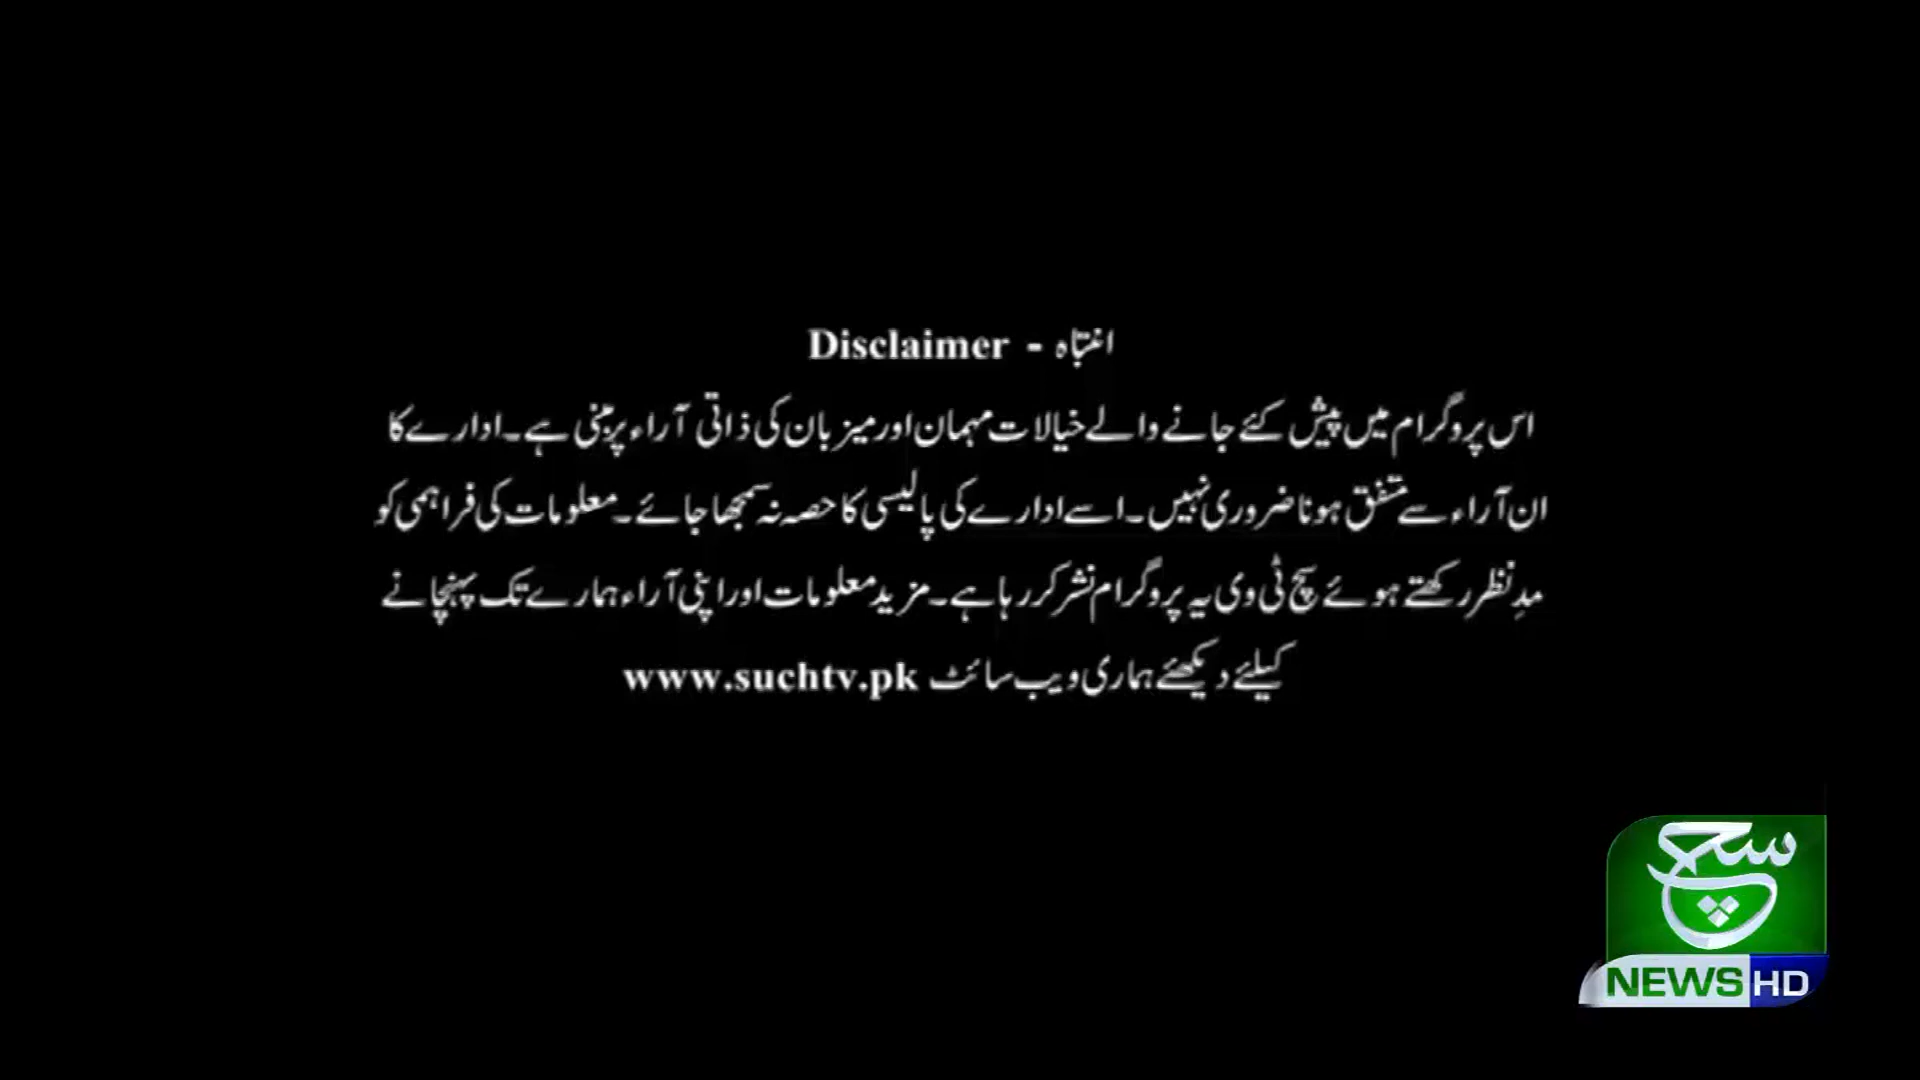 انتباہ - Disclaimer
اس پروگرام میں پیش کئے جانے والے خیالات مہمان اور میزبان کی ذاتی آراء پر مبنی ہے۔ ادارے کا
ان آراء سے متفق ہونا ضروری نہیں۔ اسے ادارے کی پالیسی کا حصہ نہ سمجھا جائے۔ معلومات کی فراہمی کو
مدِ نظر رکھتے ہوئے سچ ٹی وی یہ پروگرام نشر کر رہا ہے۔ مزید معلومات اور اپنی آراء ہمارے تک پہنچانے
کیلئے دیکھئے ہماری ویب سائٹ www.suchtv.pk
سچ
NEWS HD